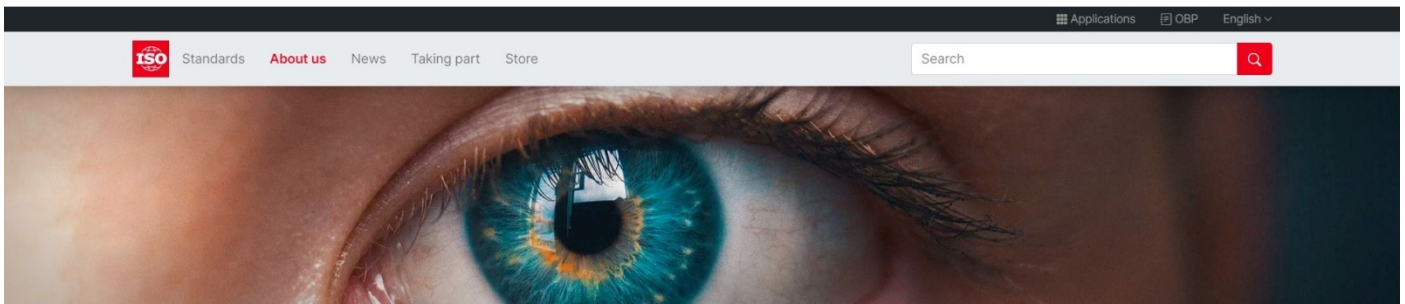 Applications OBP English
ISO Standards About us News Taking part Store Search